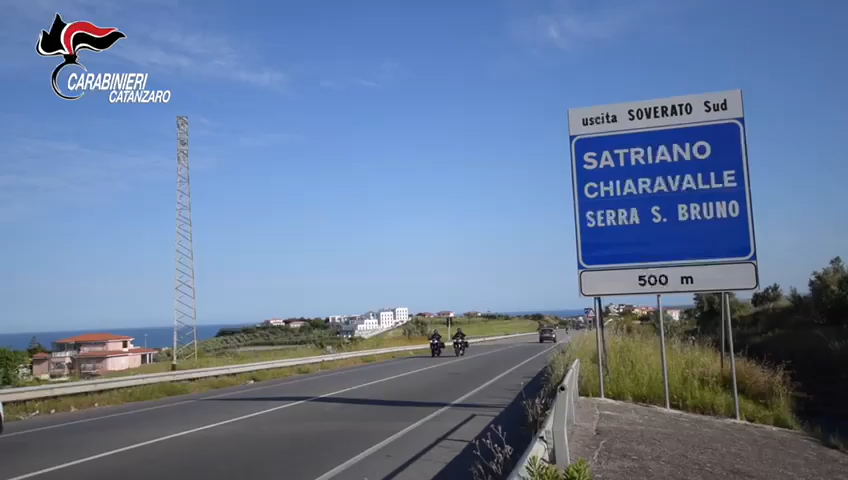 CARABINIERI
CATANZARO
uscita SOVERATO Sud
SATRIANO
CHIARAVALLE
SERRA S. BRUNO
500 m